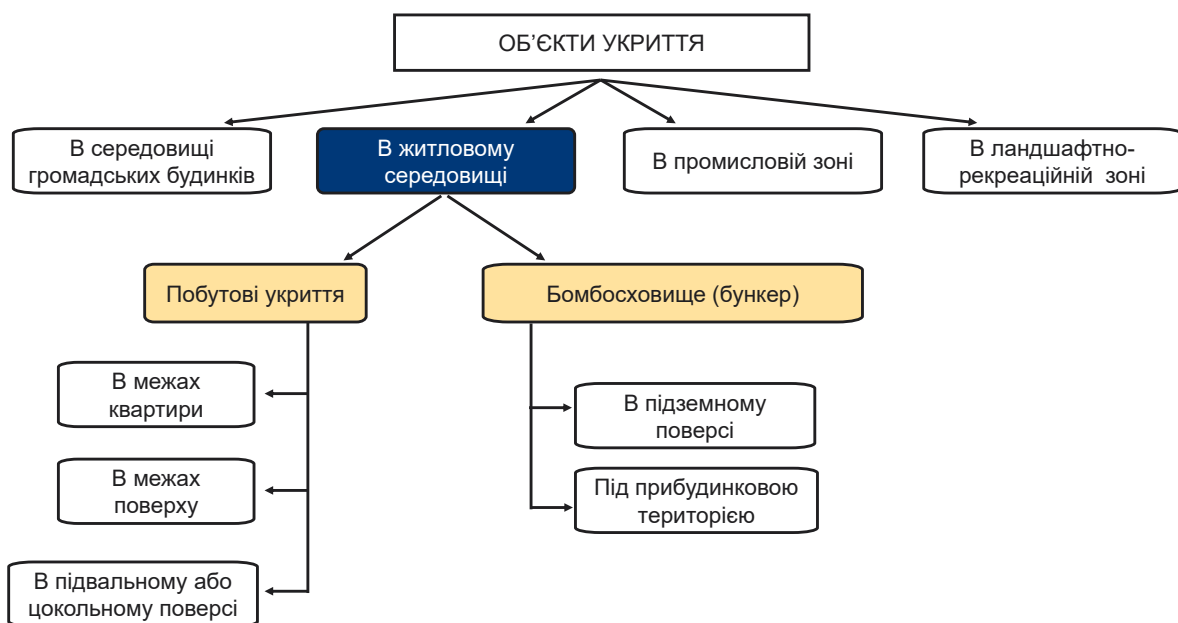 ОБ’ЄКТИ УКРИТТЯ
В середовищі
громадських будинків
В житловому
середовищі
В промисловій зоні
В ландшафтно-
рекреаційній зоні
Побутові укриття
Бомбосховище (бункер)
В межах
квартири
В межах
поверху
В підвальному або
цокольному поверсі
В підземному
поверсі
Під прибудинковою
територією